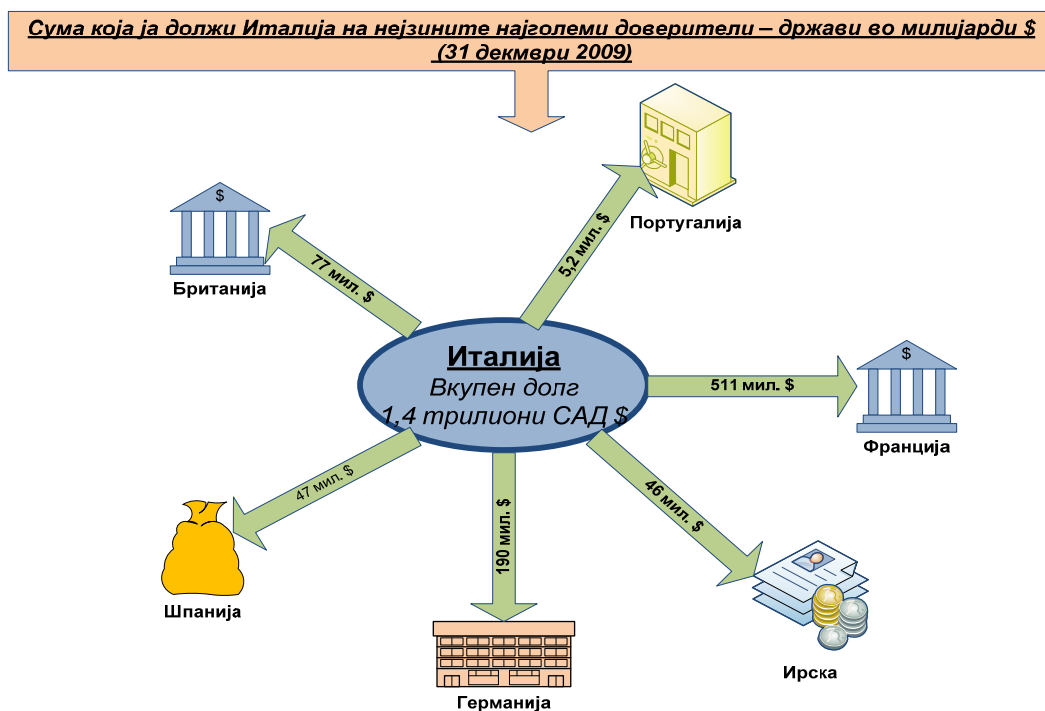 Сума која ја должи Италија на нејзините најголеми доверители – држави во милијарди $
(31 декмври 2009)
$
Британија
77 мил. $
5,2 мил. $
Португалија
Италија
Вкупен долг
1,4 трилиони САД $
511 мил. $
$
Франција
47 мил. $
Шпанија
190 мил. $
Германија
46 мил. $
Ирска